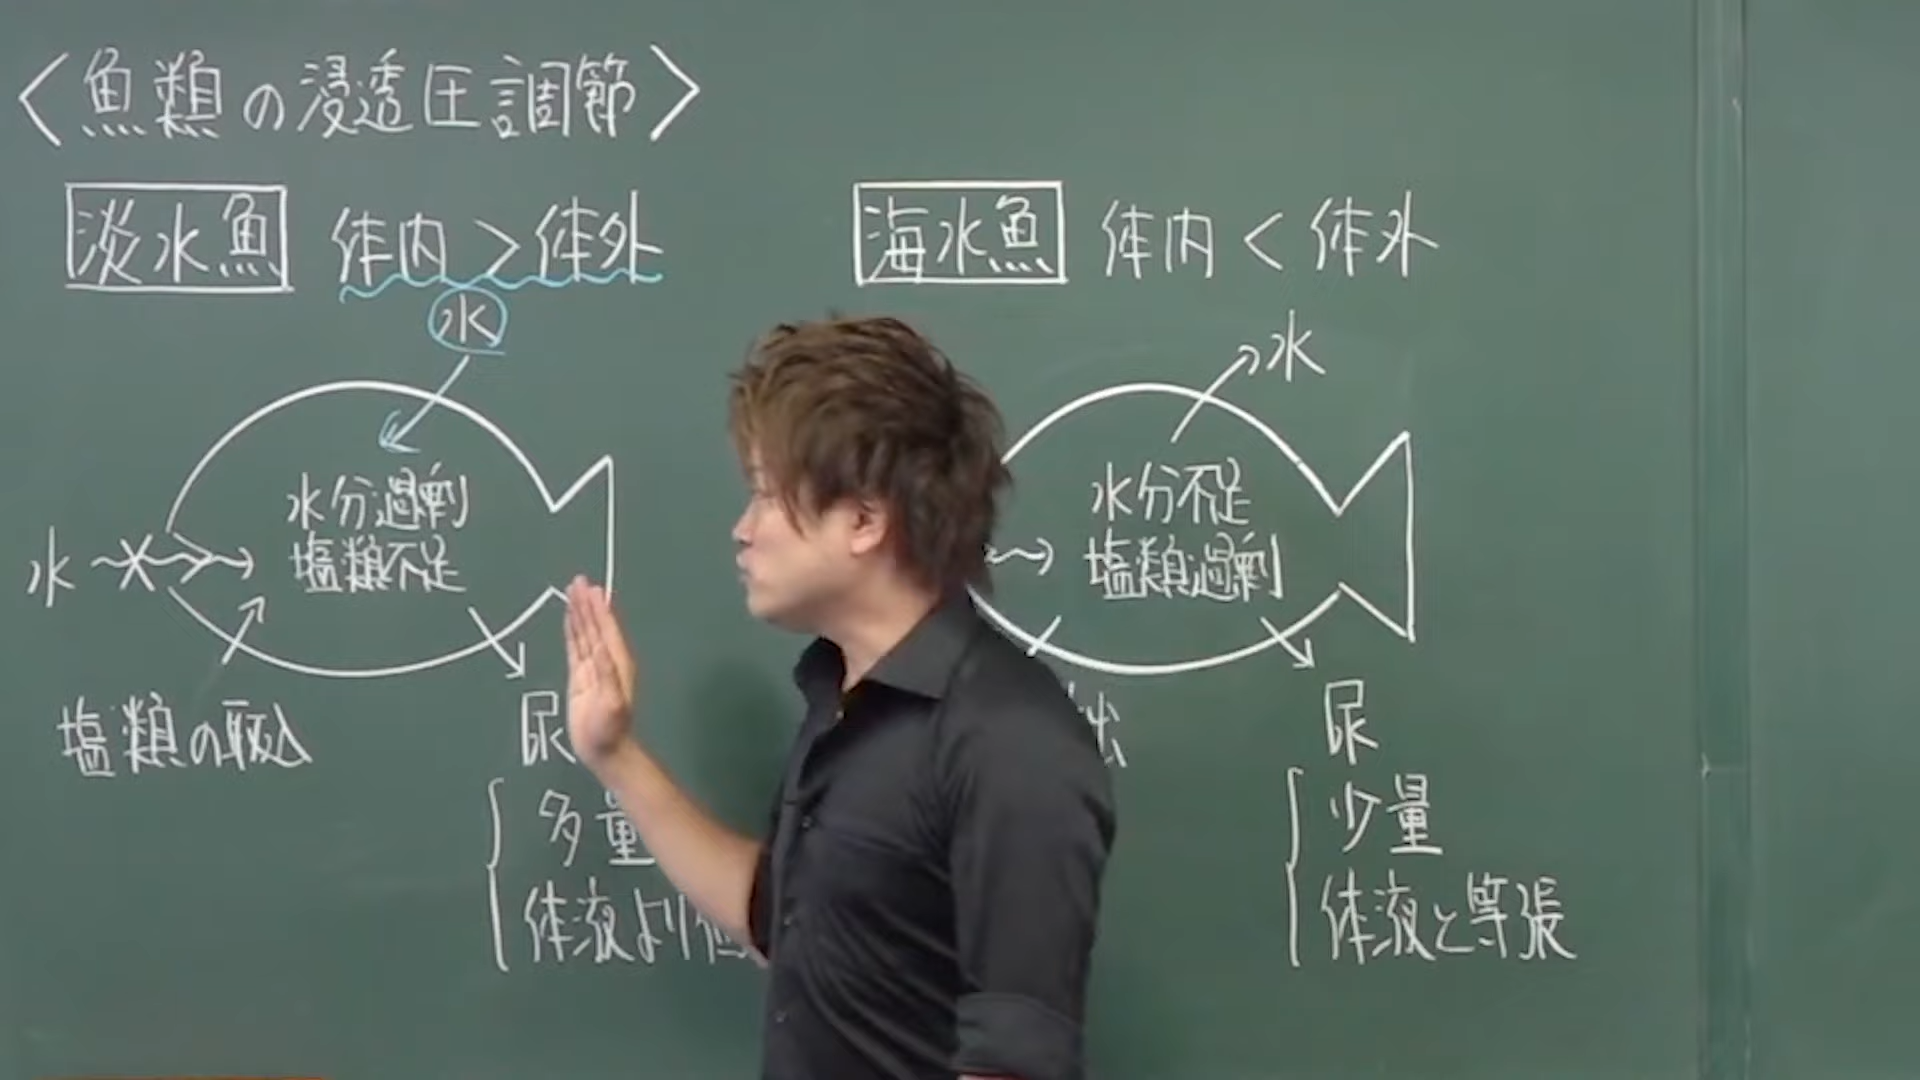 〈魚類の浸透圧調節〉
淡水魚 体内>体外
水
水分過剰
塩類不足
水
塩類の取込
尿
多量
体液より低
海水魚 体内<体外
水
水分不足
塩類過剰
出
尿
少量
体液と等張